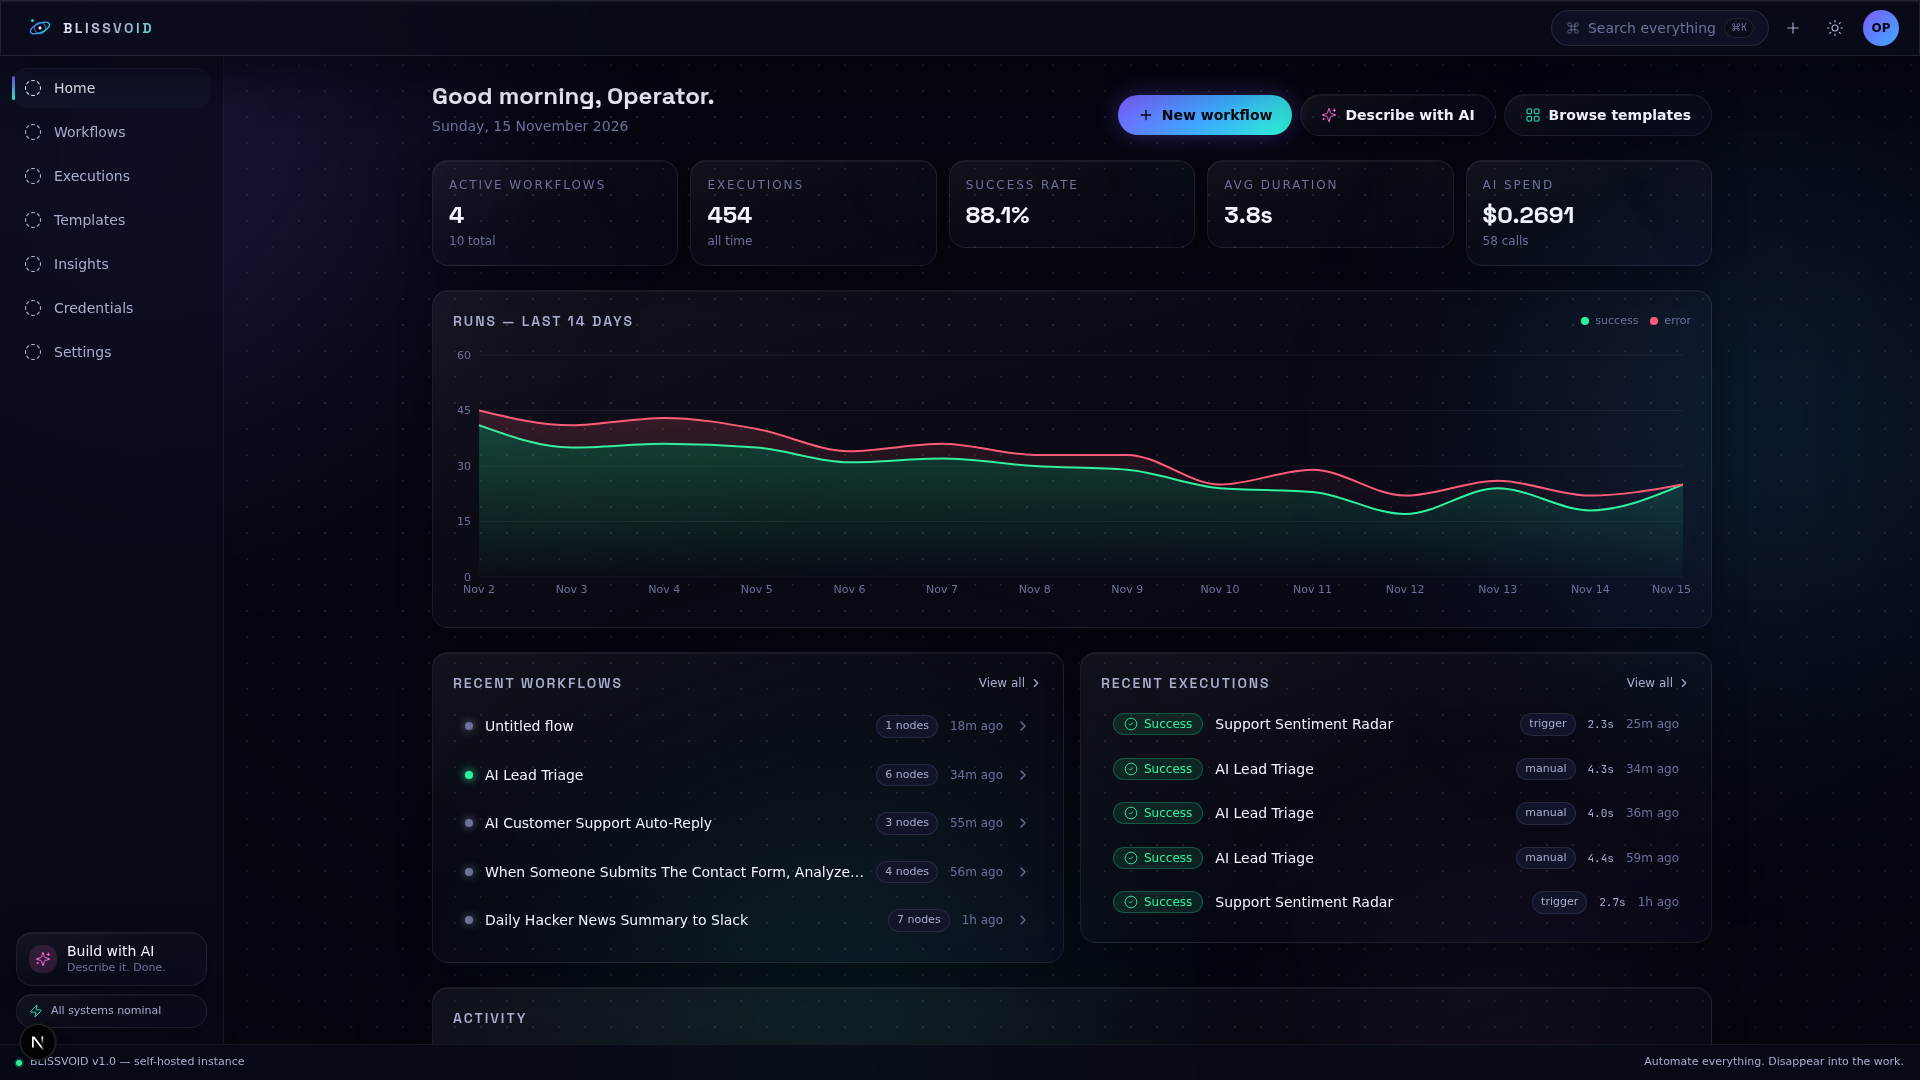 BLISSVOID
⌘ Search everything ⌘K
OP
Home
Workflows
Executions
Templates
Insights
Credentials
Settings
Build with AI
Describe it. Done.
All systems nominal
N
Good morning, Operator.
Sunday, 15 November 2026
New workflow
Describe with AI
Browse templates
ACTIVE WORKFLOWS
4
10 total
EXECUTIONS
454
all time
SUCCESS RATE
88.1%
AVG DURATION
3.8s
AI SPEND
$0.2691
58 calls
RUNS — LAST 14 DAYS
success error
60
45
30
15
0
Nov 2 Nov 3 Nov 4 Nov 5 Nov 6 Nov 7 Nov 8 Nov 9 Nov 10 Nov 11 Nov 12 Nov 13 Nov 14 Nov 15
RECENT WORKFLOWS View all
Untitled flow 1 nodes 18m ago
AI Lead Triage 6 nodes 34m ago
AI Customer Support Auto-Reply 3 nodes 55m ago
When Someone Submits The Contact Form, Analyze... 4 nodes 56m ago
Daily Hacker News Summary to Slack 7 nodes 1h ago
RECENT EXECUTIONS View all
Success Support Sentiment Radar trigger 2.3s 25m ago
Success AI Lead Triage manual 4.3s 34m ago
Success AI Lead Triage manual 4.0s 36m ago
Success AI Lead Triage manual 4.4s 59m ago
Success Support Sentiment Radar trigger 2.7s 1h ago
ACTIVITY
BLISSVOID v1.0 — self-hosted instance
Automate everything. Disappear into the work.